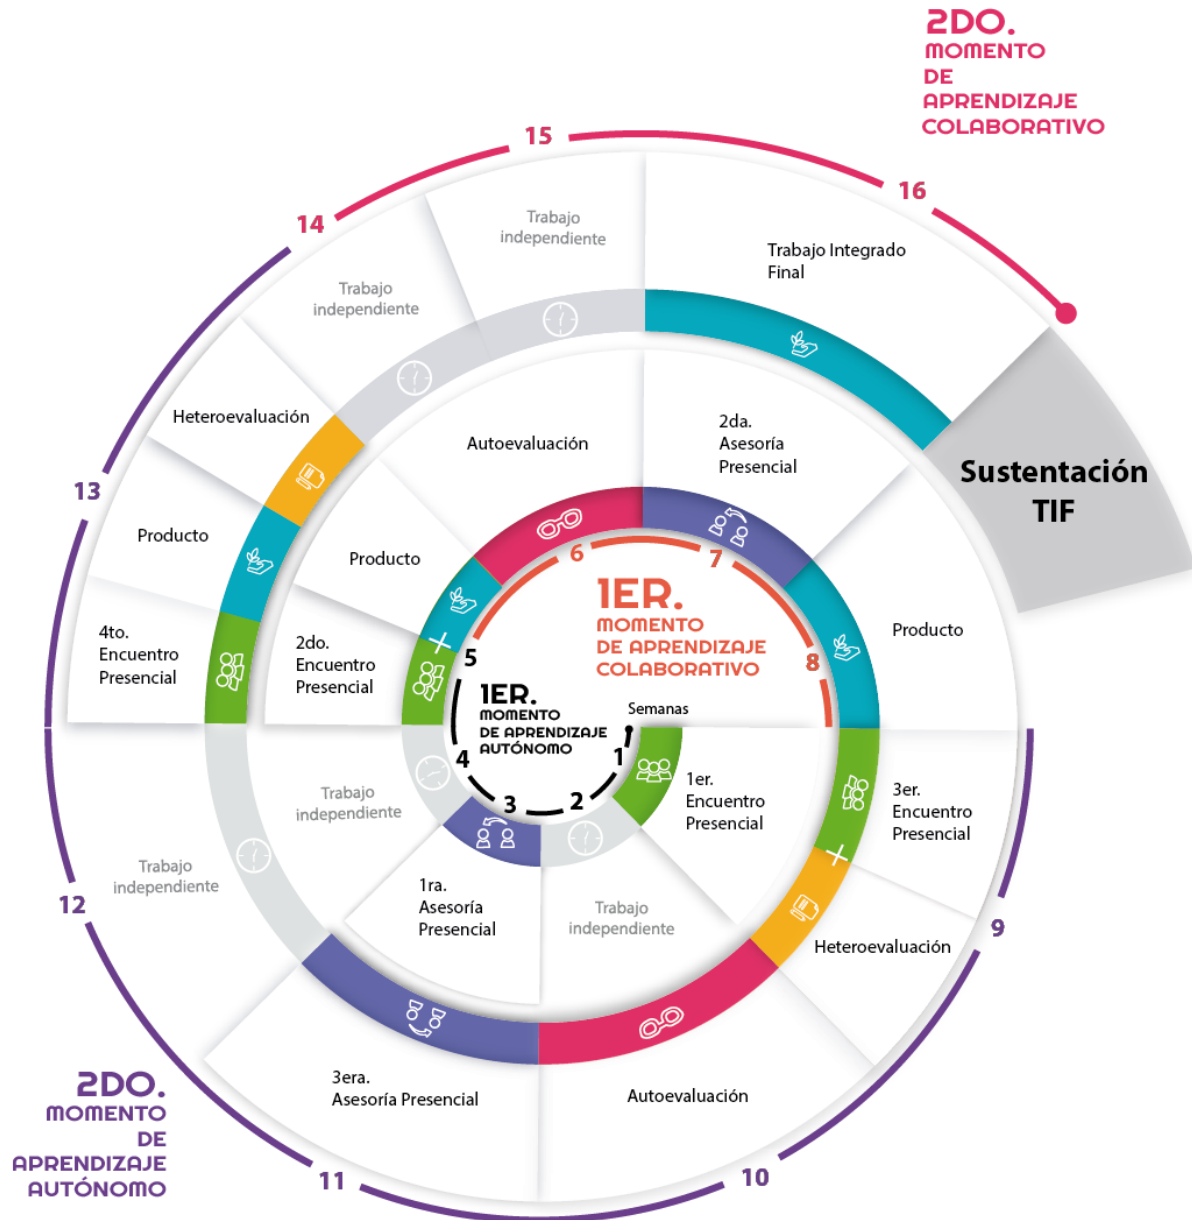 2DO.
MOMENTO
DE
APRENDIZAJE
COLABORATIVO
15
16
14
Trabajo
independiente
Trabajo Integrado
Final
Trabajo
independiente
Heteroevaluación
Autoevaluación
2da.
Asesoría
Presencial
Sustentación
TIF
13
Producto
Producto
6
7
1ER.
MOMENTO
DE APRENDIZAJE
COLABORATIVO
Producto
4to.
Encuentro
Presencial
2do.
Encuentro
Presencial
5
8
1ER.
MOMENTO
DE APRENDIZAJE
AUTÓNOMO
Semanas
4
1
3
2
1er.
Encuentro
Presencial
3er.
Encuentro
Presencial
Trabajo
independiente
Trabajo
independiente
12
1ra.
Asesoría
Presencial
Trabajo
independiente
9
Heteroevaluación
3era.
Asesoría Presencial
Autoevaluación
2DO.
MOMENTO
DE
APRENDIZAJE
AUTÓNOMO
11
10